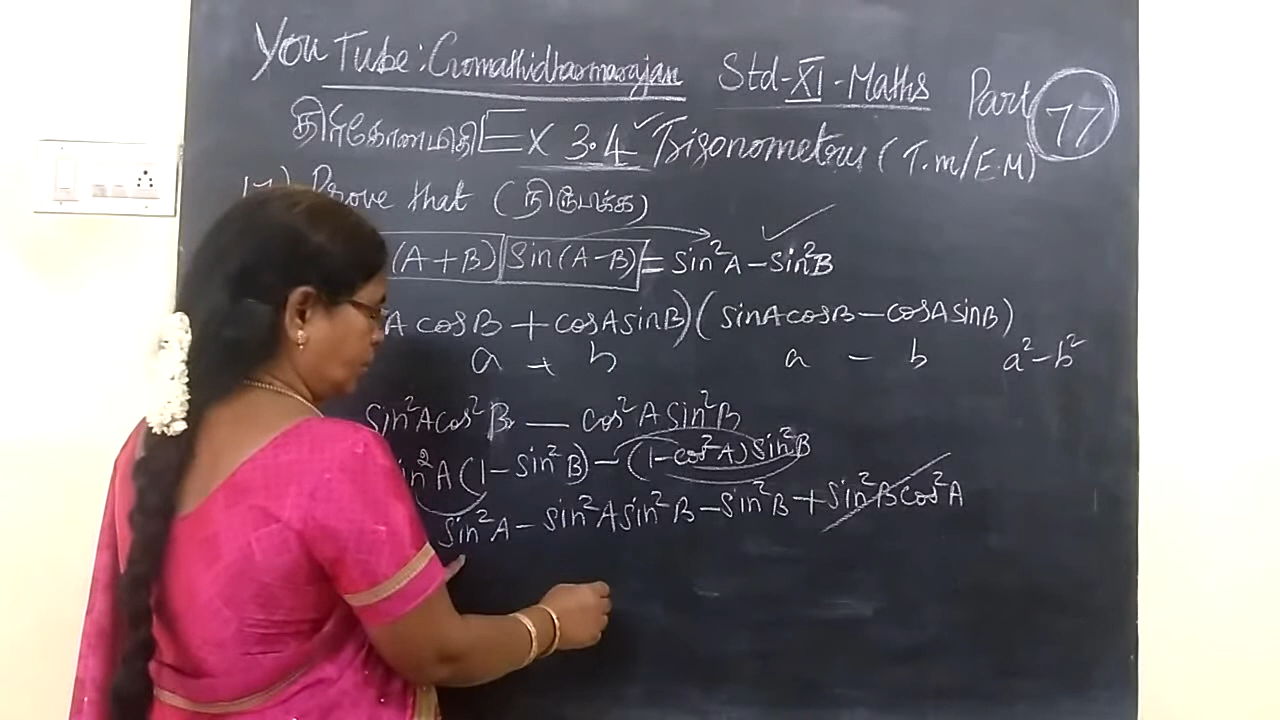 YouTube: Gomathidharmarajan Std-XI-Maths Part 77
திரிகோணமிதி EX 3.4 ✓ Trigonometry (T.M/E.M)
17) Prove that (நிரூபிக்க)
(A+B) Sin(A-B) = Sin²A - Sin²B ✓
A cosB + cosA sinB) (sinA cosB - cosA sinB)
a + b a - b a² - b²
Sin²A cos²B - cos²A sin²B
in²A (1 - Sin²B) - (1 - cos²A) Sin²B
Sin²A - Sin²A Sin²B - Sin²B + Sin²B cos²A